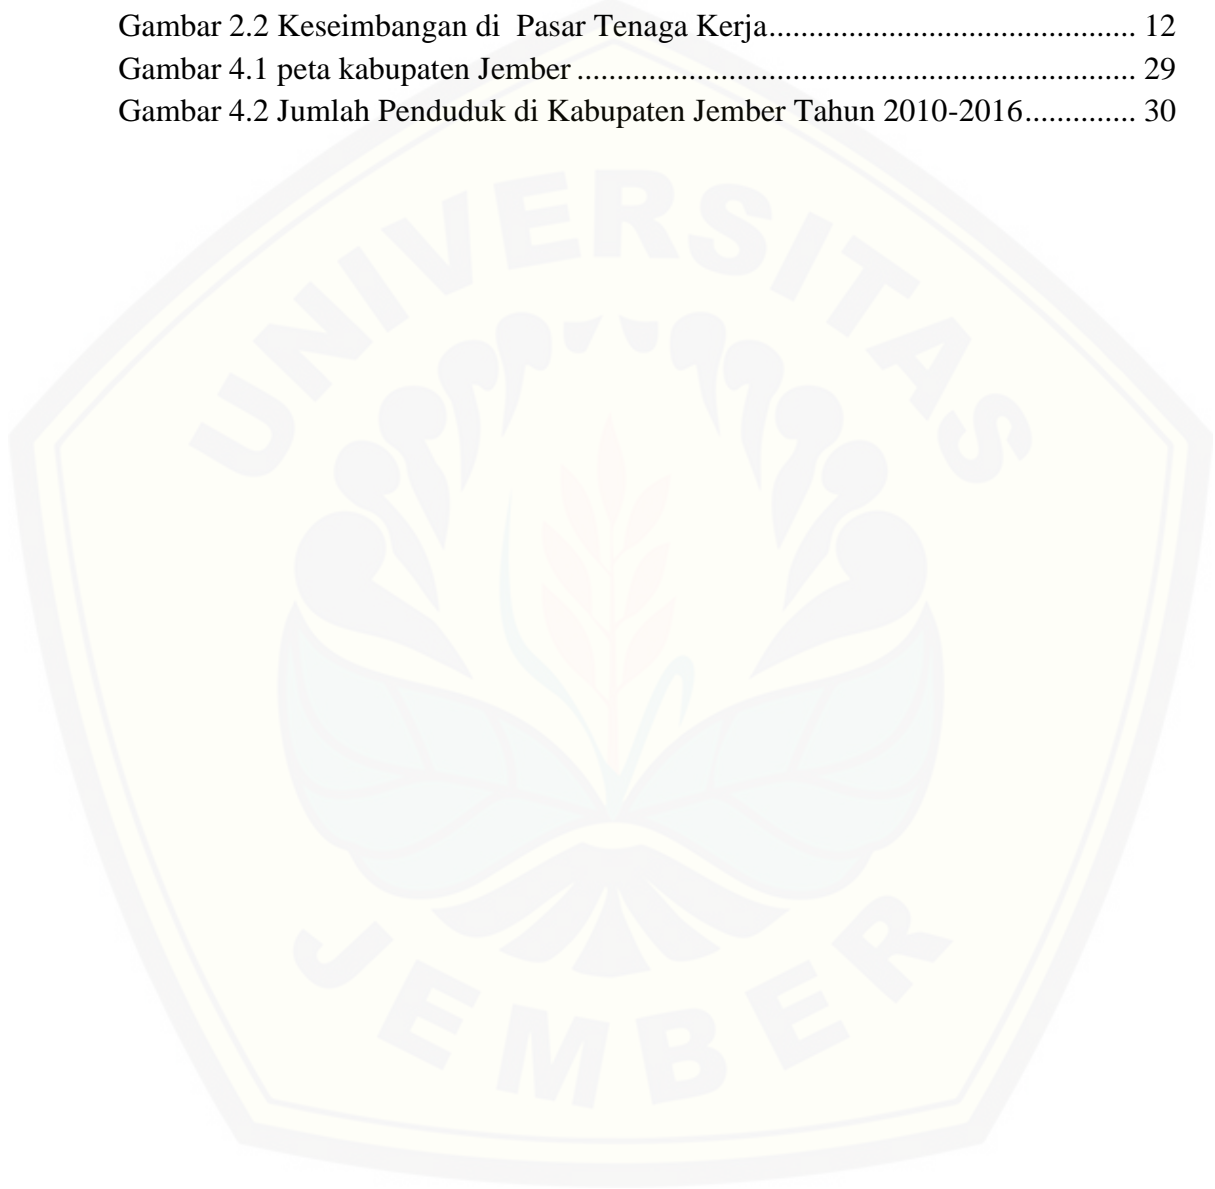 Gambar 2.2 Keseimbangan di  Pasar Tenaga Kerja....................................... 12
Gambar 4.1 peta kabupaten Jember ....................................................................... 29
Gambar 4.2 Jumlah Penduduk di Kabupaten Jember Tahun 2010-2016.............. 30
UNIVERSITAS
JEMBER